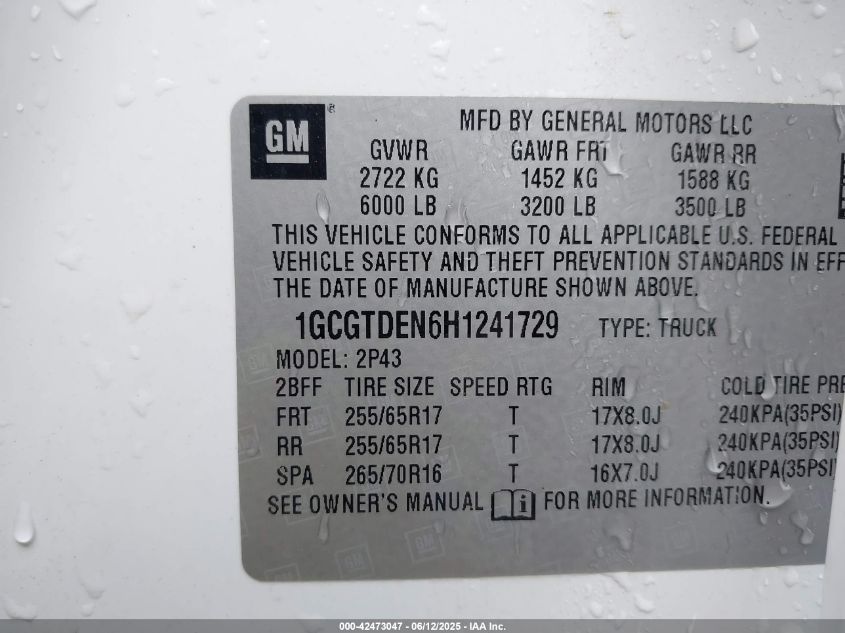 GM ®
MFD BY GENERAL MOTORS LLC
GVWR GAWR FRT GAWR RR
2722 KG 1452 KG 1588 KG
6000 LB 3200 LB 3500 LB
THIS VEHICLE CONFORMS TO ALL APPLICABLE U.S. FEDERAL
VEHICLE SAFETY AND THEFT PREVENTION STANDARDS IN EFF
THE DATE OF MANUFACTURE SHOWN ABOVE.
1GCGTDEN6H1241729 TYPE: TRUCK
MODEL: 2P43
2BFF TIRE SIZE SPEED RTG RIM COLD TIRE PRE
FRT 255/65R17 T 17X8.0J 240KPA(35PSI)
RR 255/65R17 T 17X8.0J 240KPA(35PSI)
SPA 265/70R16 T 16X7.0J 240KPA(35PSI)
SEE OWNER'S MANUAL i FOR MORE INFORMATION.
000-42473047 - 06/12/2025 - IAA Inc.